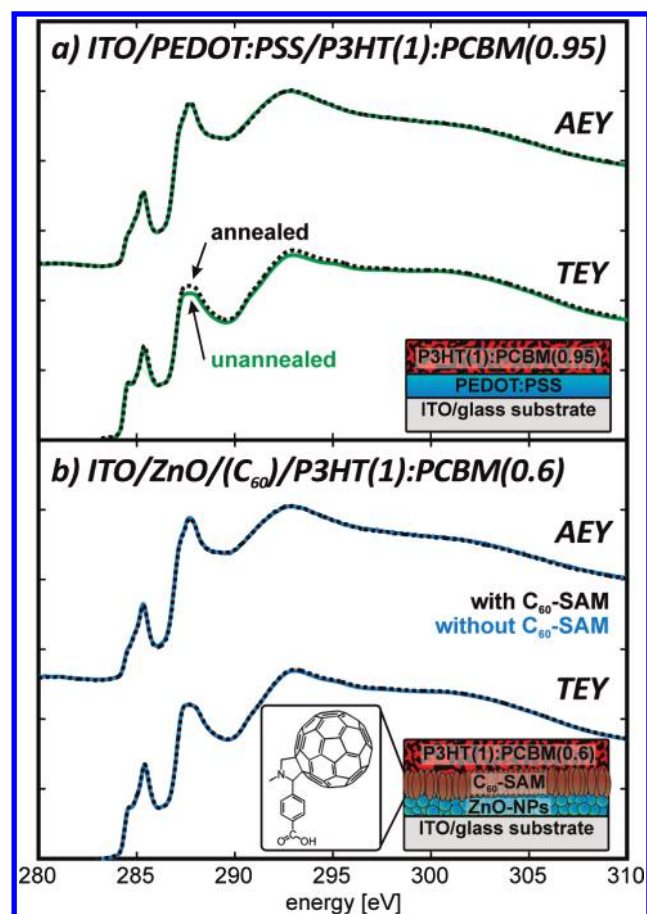 a) ITO/PEDOT:PSS/P3HT(1):PCBM(0.95)
AEY
annealed
TEY
unannealed
P3HT(1):PCBM(0.95)
PEDOT:PSS
ITO/glass substrate
b) ITO/ZnO/(C₆₀)/P3HT(1):PCBM(0.6)
AEY
with C₆₀-SAM
without C₆₀-SAM
TEY
P3HT(1):PCBM(0.6)
C₆₀-SAM
ZnO-NPs
ITO/glass substrate
N
O
OH
280 285 290 295 300 305 310
energy [eV]